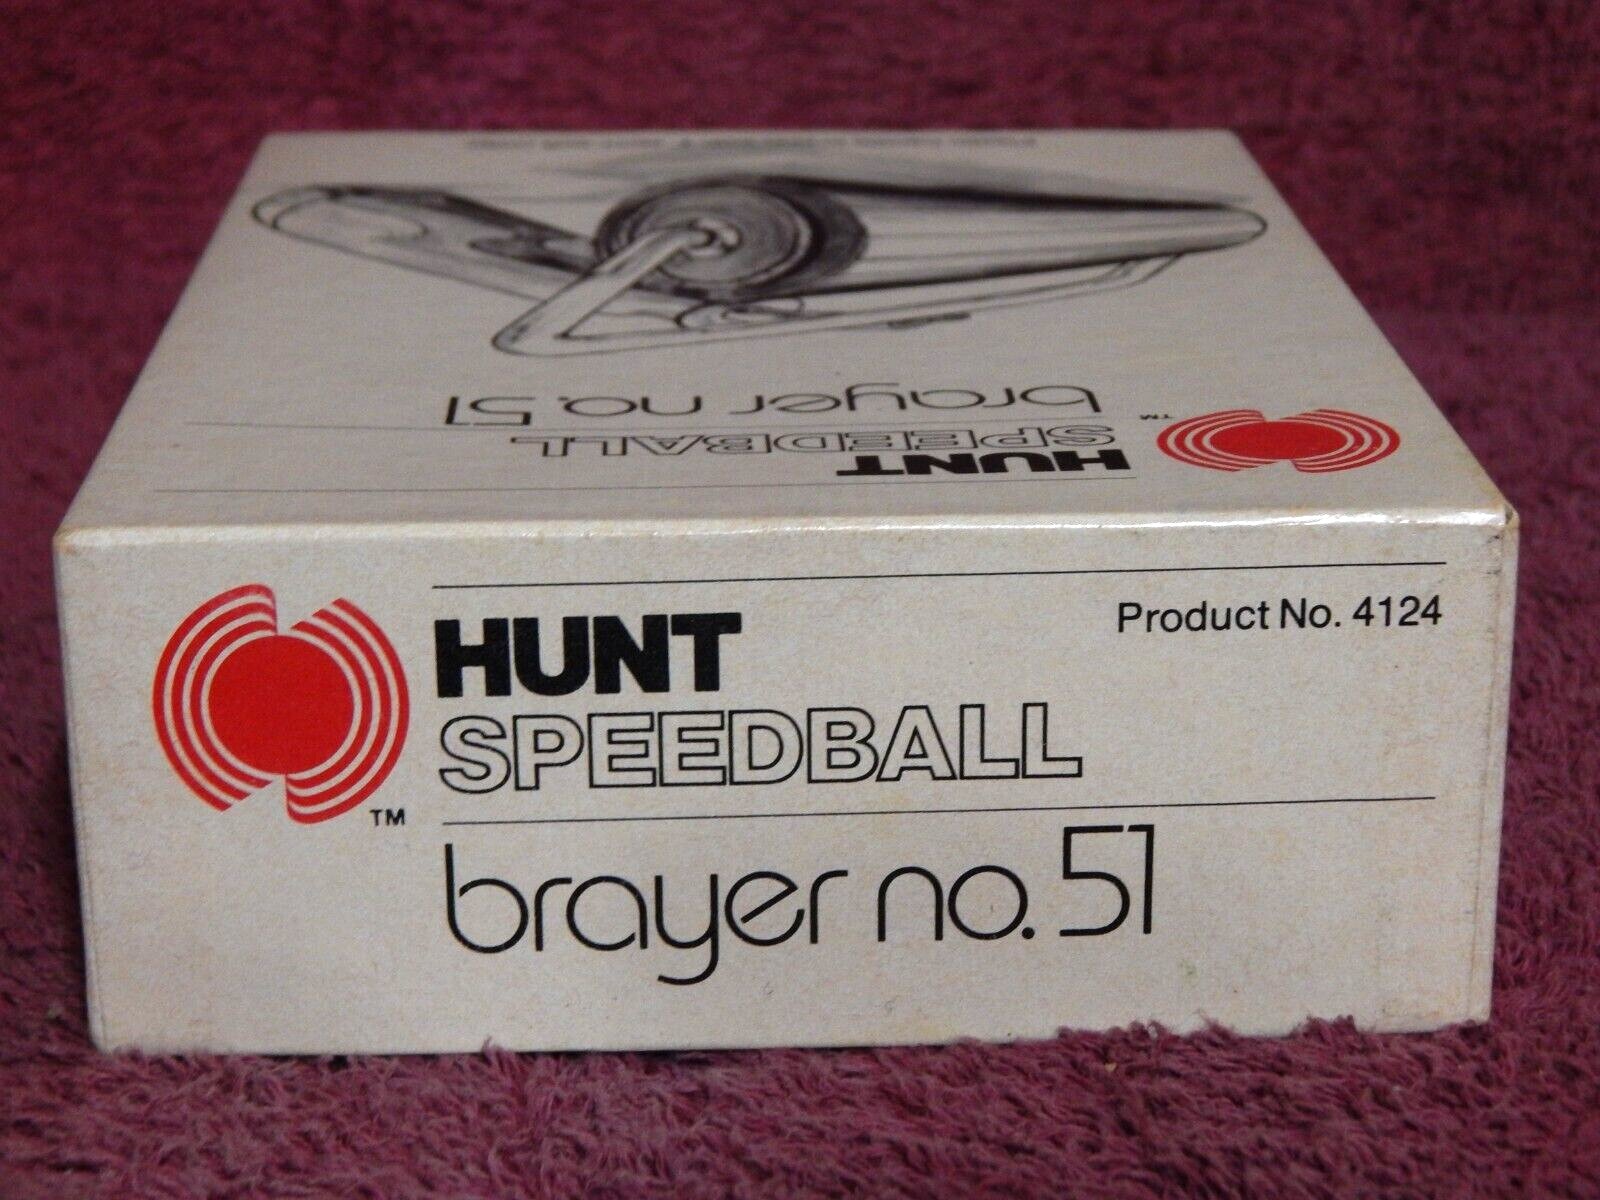 brayer no. 51
SPEEDBALL
HUNT
TM
HUNT
SPEEDBALL
Product No. 4124
TM
brayer no. 51